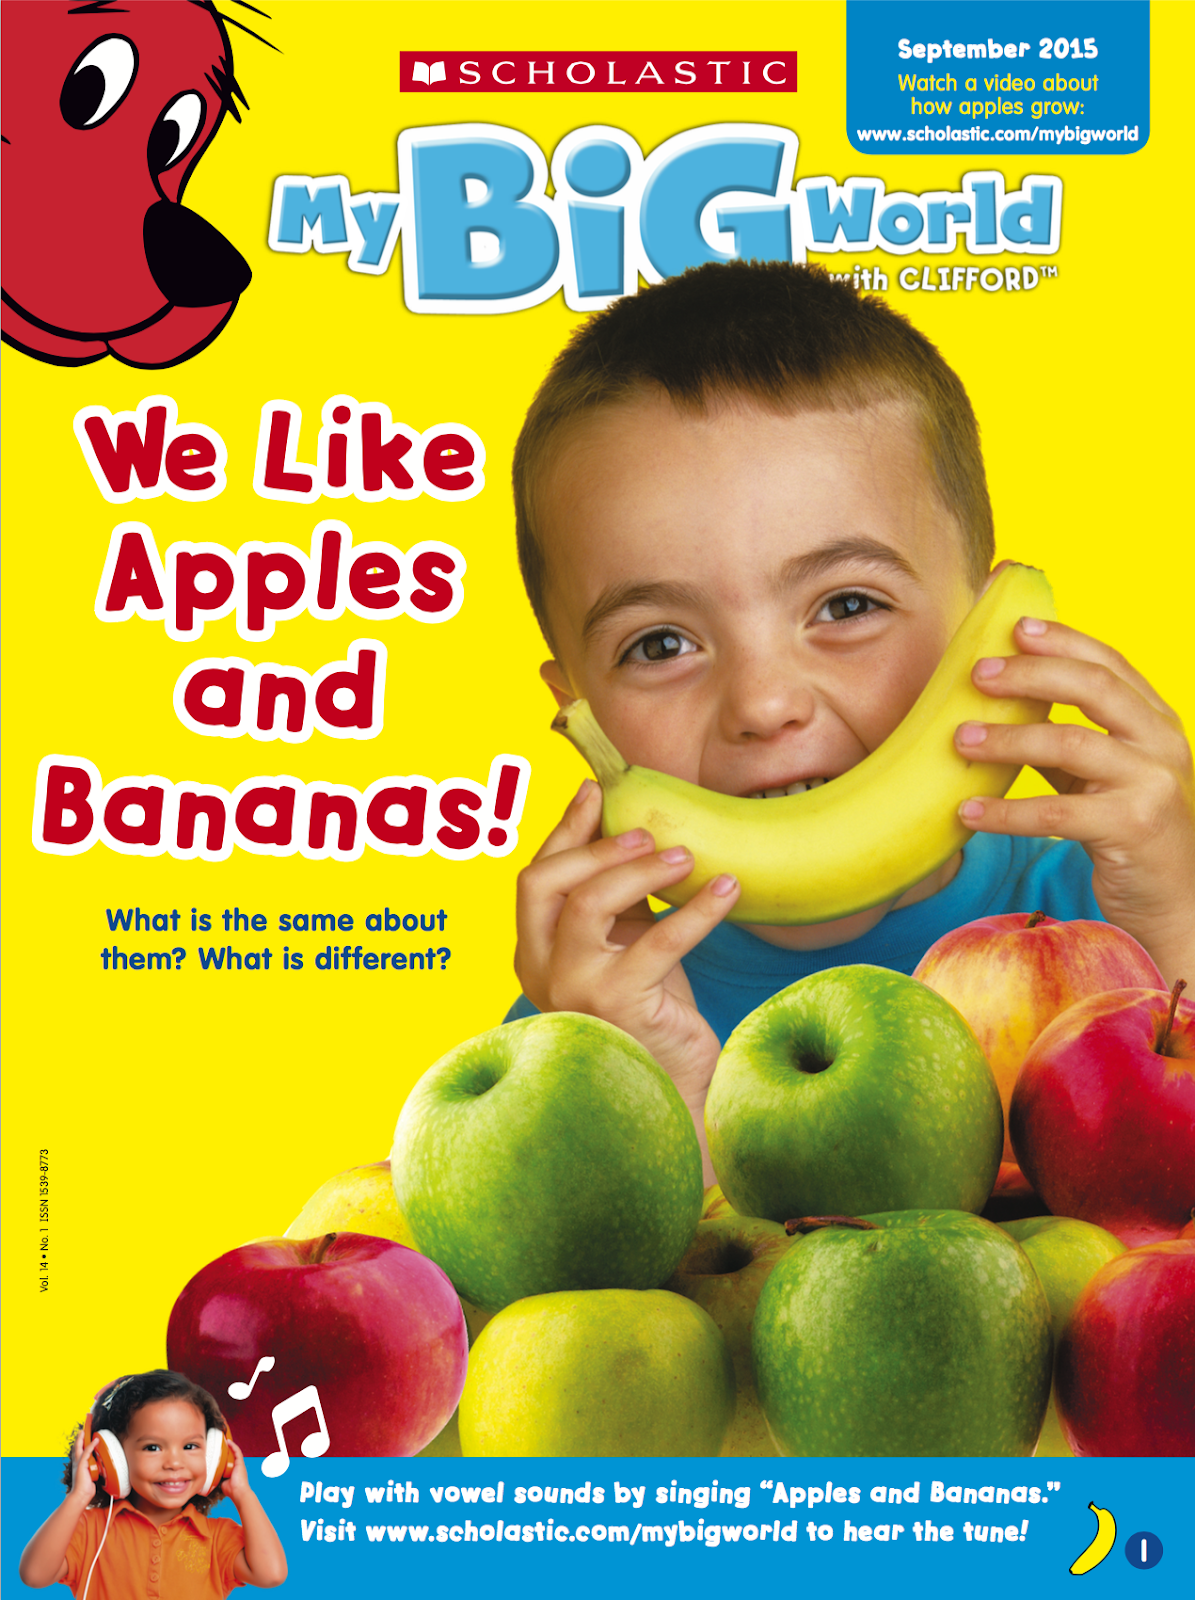 SCHOLASTIC
September 2015
Watch a video about
how apples grow:
www.scholastic.com/mybigworld
My BiG World
with CLIFFORD™
We Like
Apples
and
Bananas!
What is the same about
them? What is different?
Vol. 14 • No. 1 ISSN 1539-8773
Play with vowel sounds by singing “Apples and Bananas.”
Visit www.scholastic.com/mybigworld to hear the tune!
1